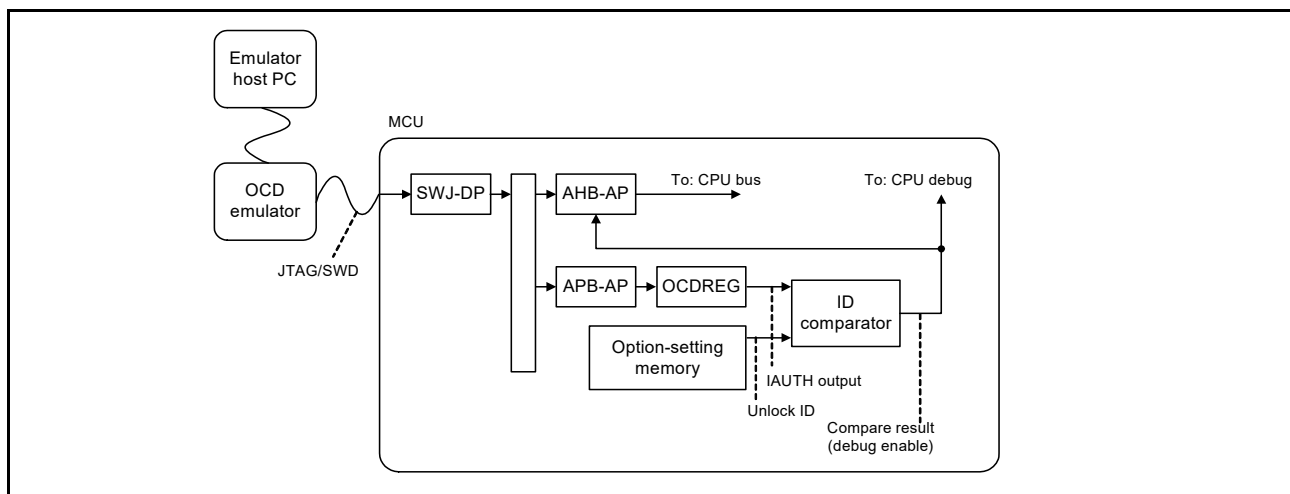 Emulator
host PC
MCU
OCD
emulator
SWJ-DP
AHB-AP
To: CPU bus
To: CPU debug
JTAG/SWD
APB-AP
OCDREG
ID
comparator
Option-setting
memory
IAUTH output
Unlock ID
Compare result
(debug enable)